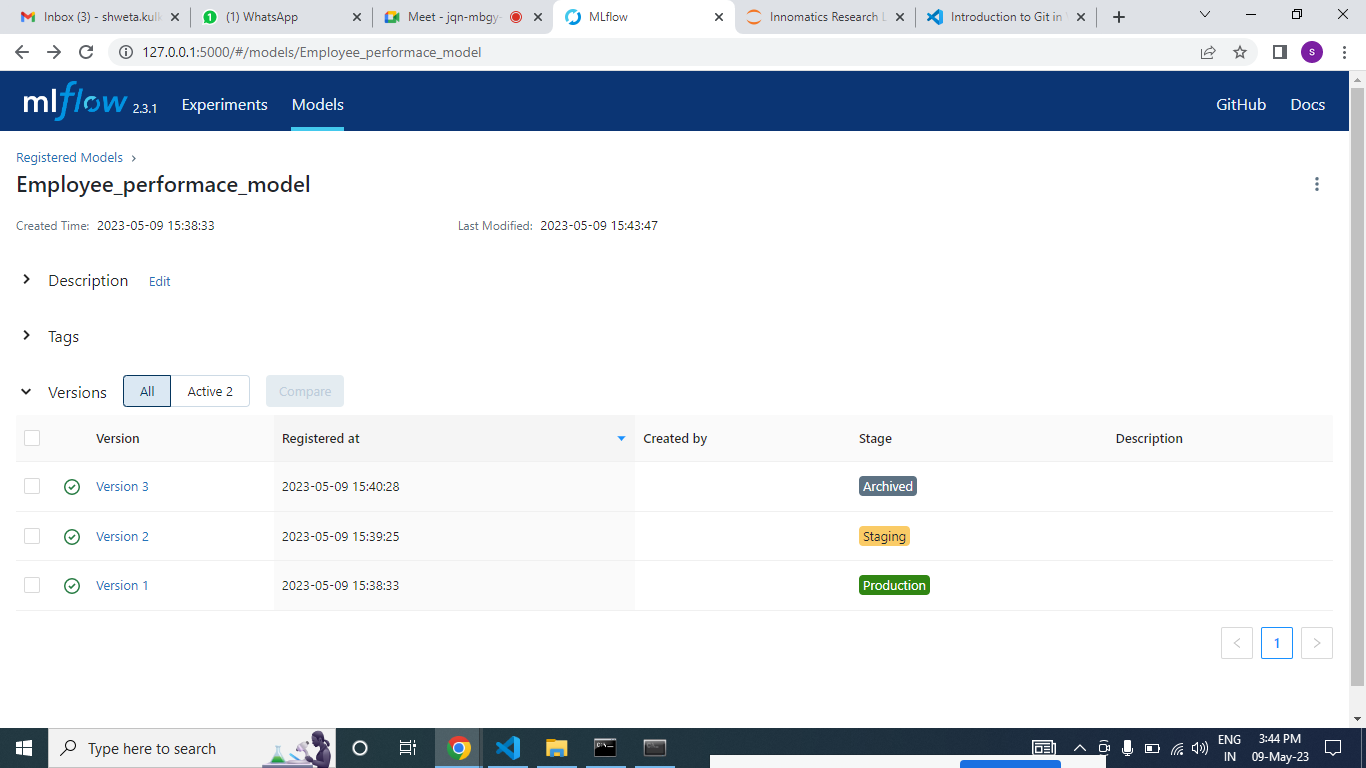 Inbox (3) - shweta.kul
(1) WhatsApp
Meet - jqn-mbgy-
MLflow
Innomatics Research L
Introduction to Git in
127.0.0.1:5000/#/models/Employee_performace_model
s
mlflow 2.3.1 Experiments Models GitHub Docs
Registered Models
Employee_performace_model
Created Time: 2023-05-09 15:38:33 Last Modified: 2023-05-09 15:43:47
Description Edit
Tags
Versions All Active 2 Compare
Version Registered at Created by Stage Description
Version 3 2023-05-09 15:40:28 Archived
Version 2 2023-05-09 15:39:25 Staging
Version 1 2023-05-09 15:38:33 Production
< 1 >
Type here to search
ENG
IN
3:44 PM
09-May-23